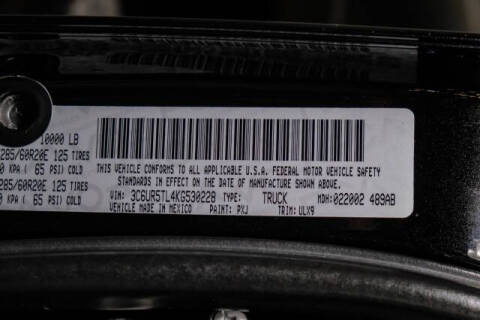 10000 LB
285/60R20E 125 TIRES
0 KPA ( 65 PSI) COLD
285/60R20E 125 TIRES
0 KPA ( 65 PSI) COLD
THIS VEHICLE CONFORMS TO ALL APPLICABLE U.S.A. FEDERAL MOTOR VEHICLE SAFETY
STANDARDS IN EFFECT ON THE DATE OF MANUFACTURE SHOWN ABOVE.
VIN: 3C6UR5TL4KG530228 TYPE: TRUCK MDH:022002 489AB
VEHICLE MADE IN MEXICO PAINT: PXJ TRIM:ULX9